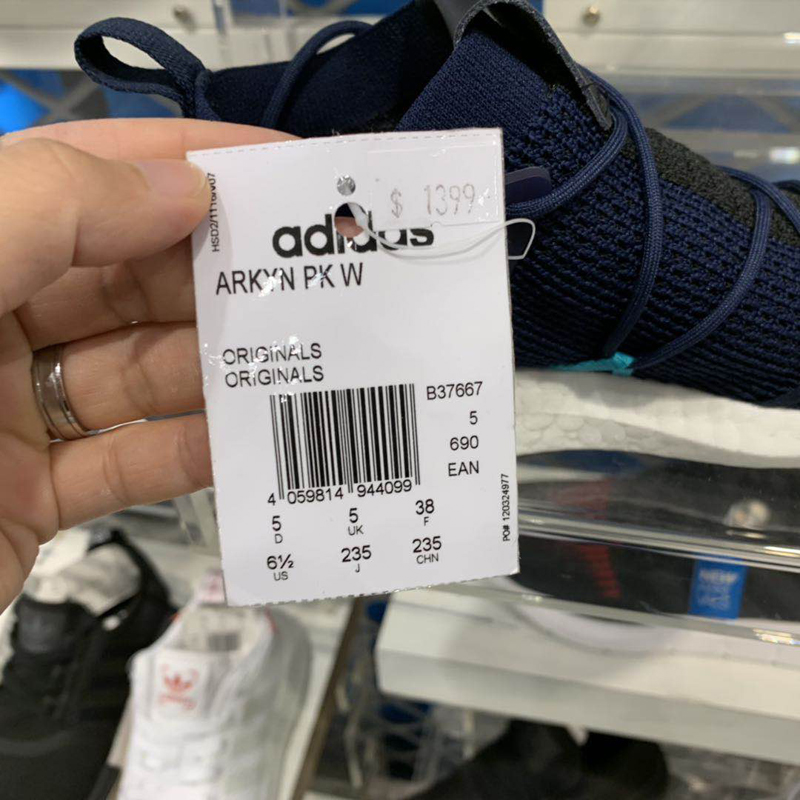 $ 1399
adidas
ARKYN PK W
ORIGINALS
ORIGINALS
B37667
5
690
EAN
4 059814 944099
5 5 38
D UK F
6½ 235 235
US J CHN
PO# 120324977
NEW